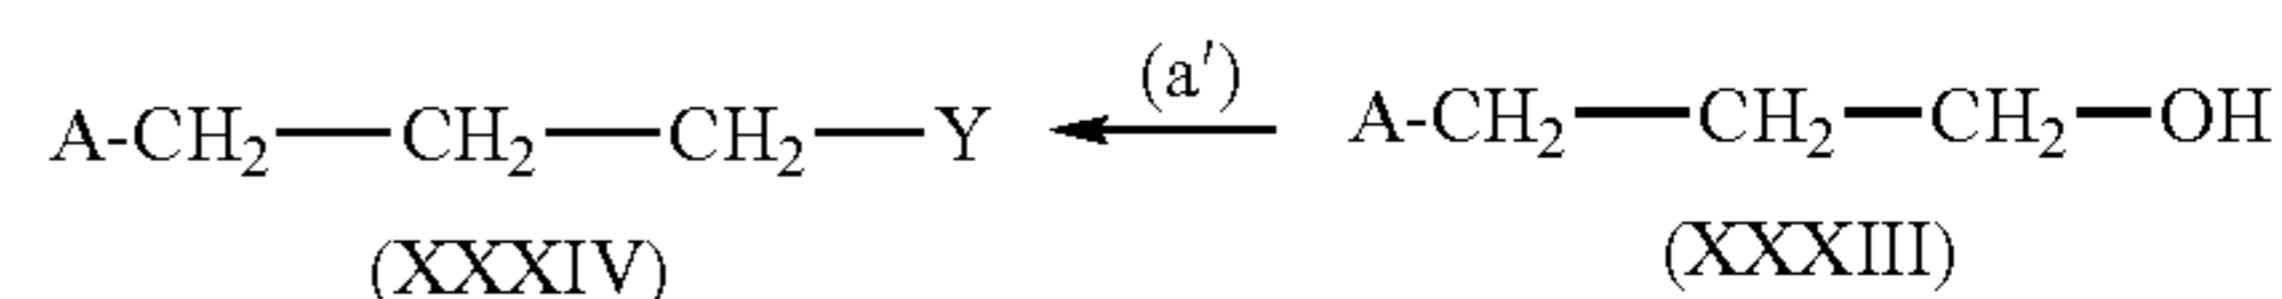 (a′)
A-CH₂—CH₂—CH₂—Y A-CH₂—CH₂—CH₂—OH
(XXXIV) (XXXIII)